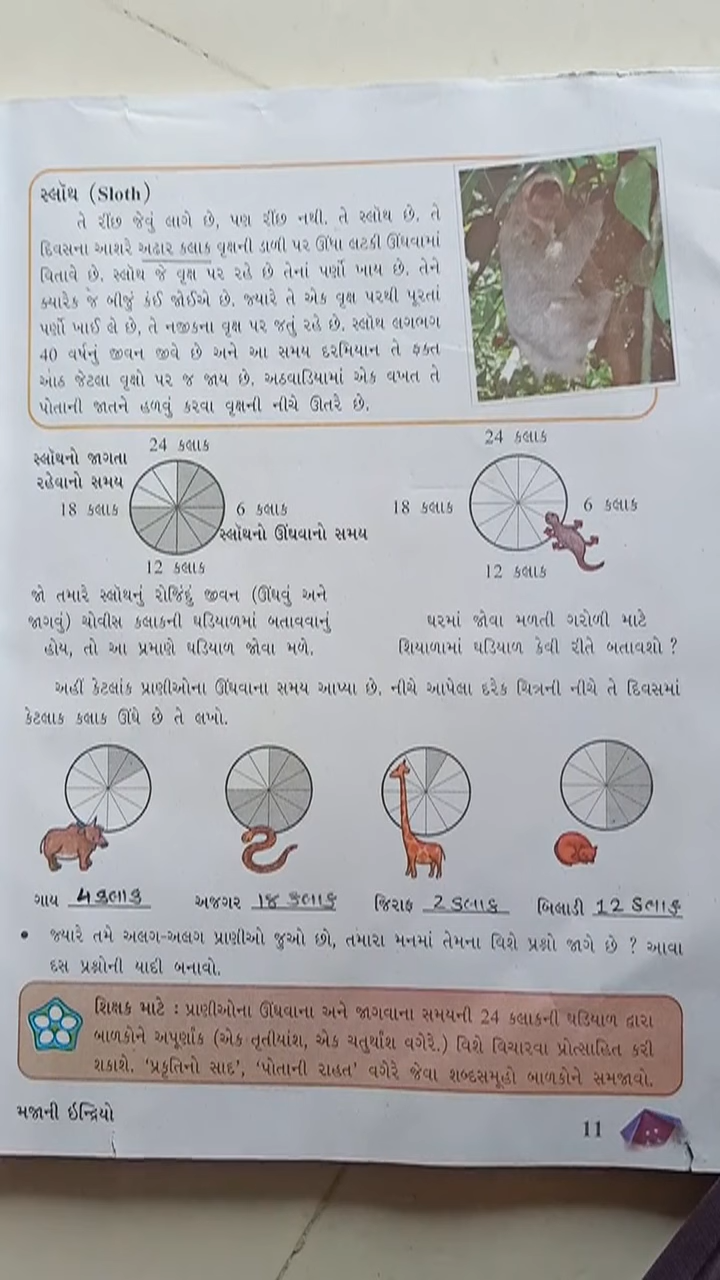 સ્લૉથ (Sloth)
તે રીંછ જેવું લાગે છે, પણ રીંછ નથી. તે સ્લૉથ છે. તે
દિવસના આશરે અઢાર કલાક વૃક્ષની ડાળી પર ઊંધા લટકી ઊંઘવામાં
વિતાવે છે. સ્લૉથ જે વૃક્ષ પર રહે છે તેનાં પર્ણો ખાય છે. તેને
ક્યારેક જ બીજું કંઈ જોઈએ છે. જ્યારે તે એક વૃક્ષ પરથી પૂરતાં
પર્ણો ખાઈ લે છે, તે નજીકના વૃક્ષ પર જતું રહે છે. સ્લૉથ લગભગ
40 વર્ષનું જીવન જીવે છે અને આ સમય દરમિયાન તે ફક્ત
આઠ જેટલા વૃક્ષો પર જ જાય છે. અઠવાડિયામાં એક વખત તે
પોતાની જાતને હળવું કરવા વૃક્ષની નીચે ઊતરે છે.
24 કલાક
સ્લૉથનો જાગતા
રહેવાનો સમય
18 કલાક
6 કલાક
સ્લૉથનો ઊંઘવાનો સમય
12 કલાક
24 કલાક
18 કલાક
6 કલાક
12 કલાક
જો તમારે સ્લૉથનું રોજિંદું જીવન (ઊંઘવું અને
જાગવું) ચોવીસ કલાકની ઘડિયાળમાં બતાવવાનું
હોય, તો આ પ્રમાણે ઘડિયાળ જોવા મળે.
ઘરમાં જોવા મળતી ગરોળી માટે
શિયાળામાં ઘડિયાળ કેવી રીતે બતાવશો ?
અહીં કેટલાંક પ્રાણીઓના ઊંઘવાના સમય આપ્યા છે. નીચે આપેલા દરેક ચિત્રની નીચે તે દિવસમાં
કેટલાક કલાક ઊંઘે છે તે લખો.
ગાય 4 કલાક
અજગર 18 કલાક
જિરાફ 2 કલાક
બિલાડી 12 કલાક
• જ્યારે તમે અલગ-અલગ પ્રાણીઓ જુઓ છો, તમારા મનમાં તેમના વિશે પ્રશ્નો જાગે છે ? આવા
દસ પ્રશ્નોની યાદી બનાવો.
શિક્ષક માટે : પ્રાણીઓના ઊંઘવાના અને જાગવાના સમયની 24 કલાકની ઘડિયાળ દ્વારા
બાળકોને અપૂર્ણાંક (એક તૃતીયાંશ, એક ચતુર્થાંશ વગેરે.) વિશે વિચારવા પ્રોત્સાહિત કરી
શકાશે. ‘પ્રકૃતિનો સાદ’, ‘પોતાની રાહત’ વગેરે જેવા શબ્દસમૂહો બાળકોને સમજાવો.
મજાની ઇન્દ્રિયો
11